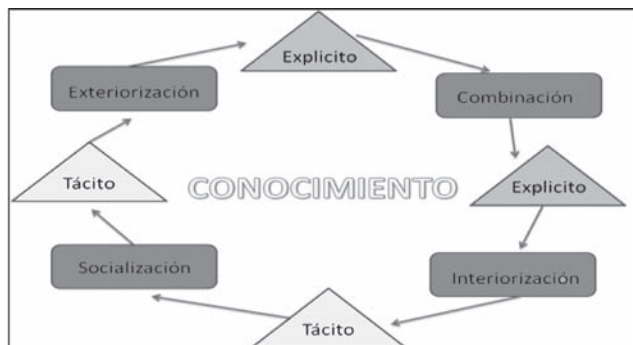 Explicito
Exteriorización
Combinación
Tácito
CONOCIMIENTO
Explicito
Socialización
Interiorización
Tácito